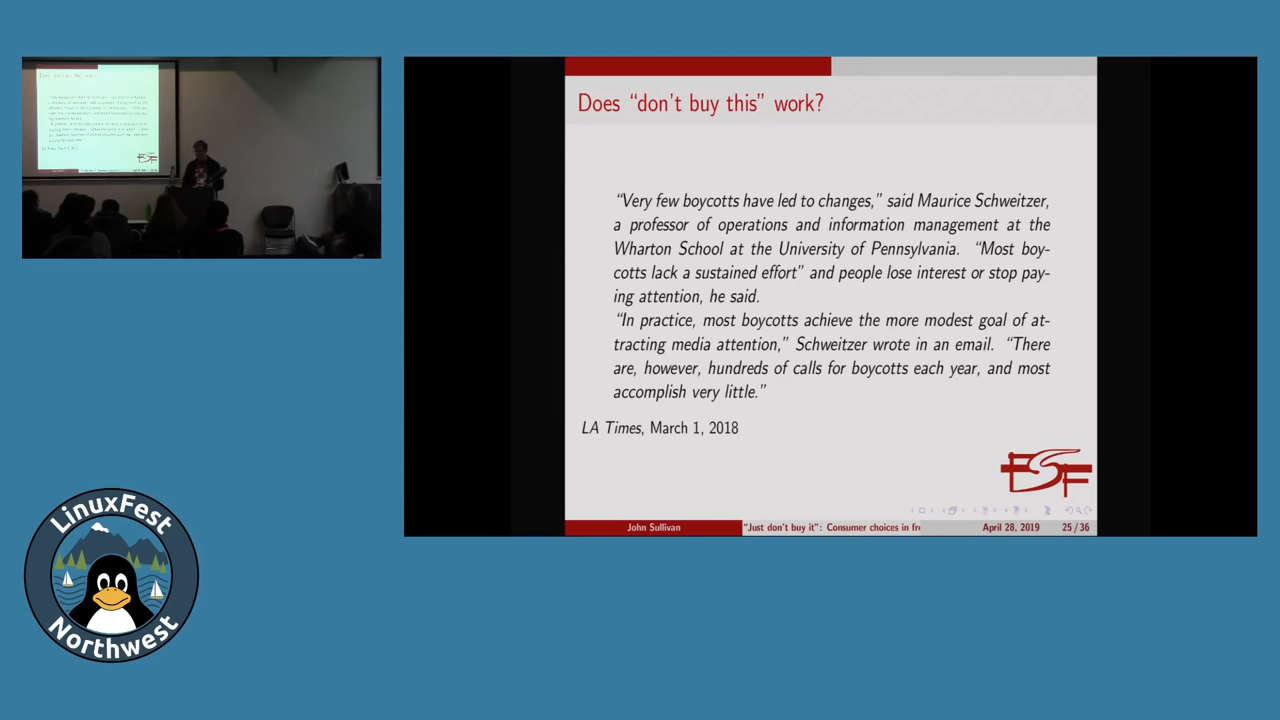 Does “don't buy this” work?
“Very few boycotts have led to changes,” said Maurice Schweitzer,
a professor of operations and information management at the
Wharton School at the University of Pennsylvania. “Most boy-
cotts lack a sustained effort” and people lose interest or stop pay-
ing attention, he said.
“In practice, most boycotts achieve the more modest goal of at-
tracting media attention,” Schweitzer wrote in an email. “There
are, however, hundreds of calls for boycotts each year, and most
accomplish very little.”
LA Times, March 1, 2018
FSF
John Sullivan
“Just don't buy it”: Consumer choices in fre
April 28, 2019
25 / 36
LinuxFest
Northwest